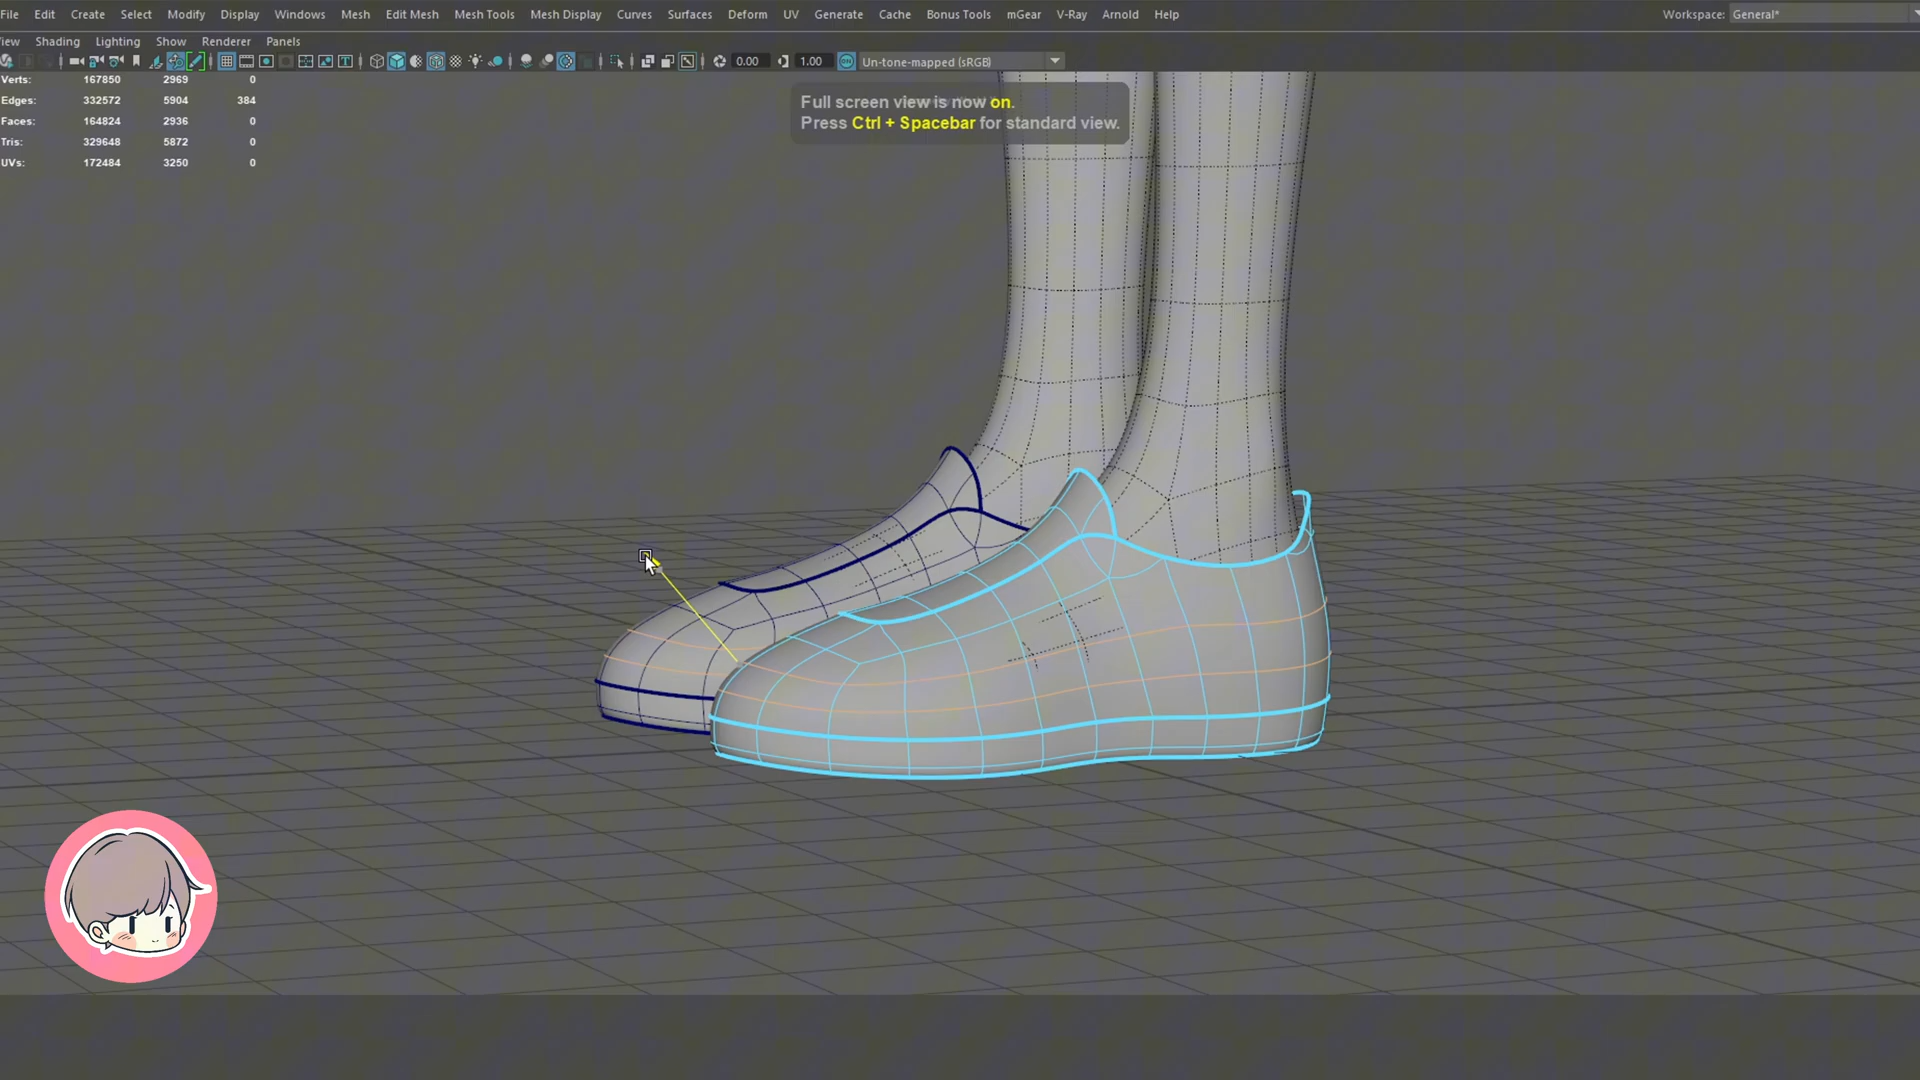 File Edit Create Select Modify Display Windows Mesh Edit Mesh Mesh Tools Mesh Display Curves Surfaces Deform UV Generate Cache Bonus Tools mGear V-Ray Arnold Help Workspace: General*
iew Shading Lighting Show Renderer Panels
0.00 1.00 ON Un-tone-mapped (sRGB)
Verts: 167850 2969 0
Edges: 332572 5904 384
Faces: 164824 2936 0
Tris: 329648 5872 0
UVs: 172484 3250 0
Full screen view is now on.
Press Ctrl + Spacebar for standard view.